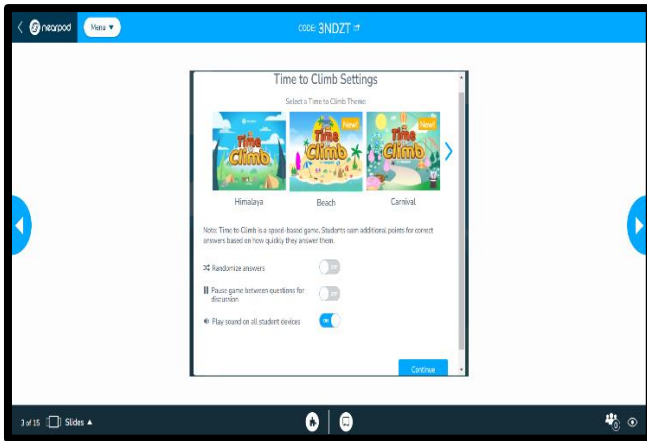 nearpod Menu ▼ CODE: 3NDZT
Time to Climb Settings
Select a Time to Climb Theme
New! New!
Time Time Time
to to to
Climb Climb Climb
Himalaya Beach Carnival
Note: Time to Climb is a speed-based game. Students earn additional points for correct
answers based on how quickly they answer them.
Randomize answers OFF
Pause game between questions for
discussion OFF
Play sound on all student devices ON
Continue
3 of 15 Slides ▲ 0